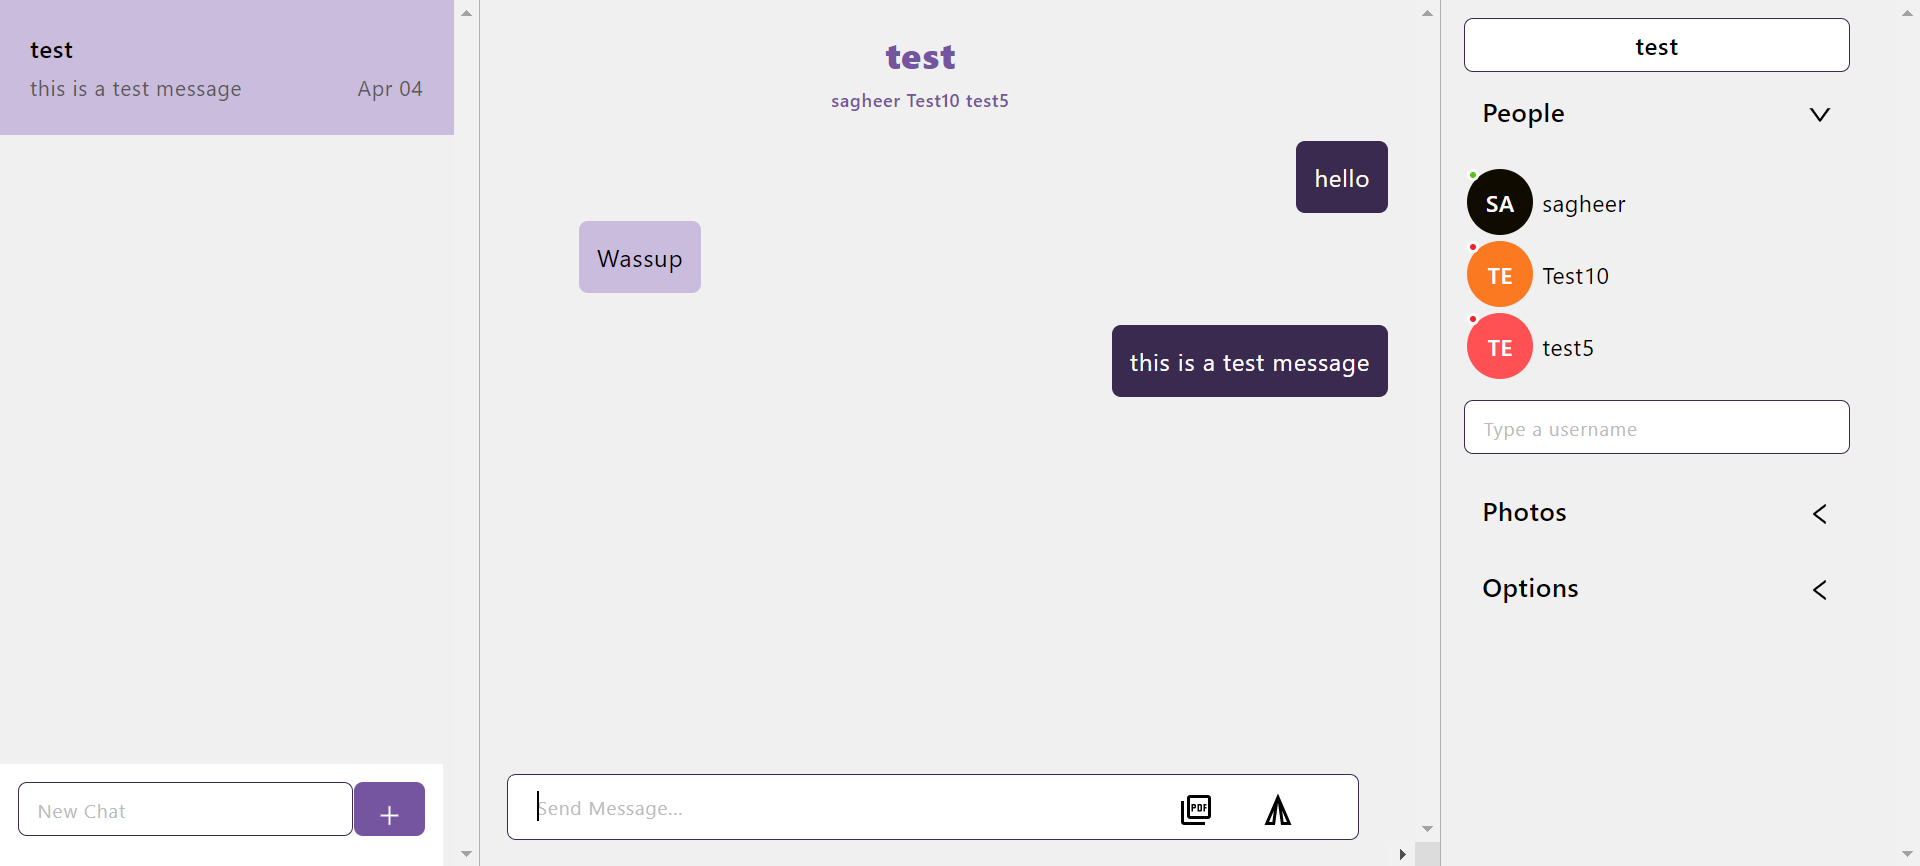 test
this is a test message Apr 04
New Chat
+
test
sagheer Test10 test5
hello
Wassup
this is a test message
Send Message...
PDF
test
People
SA sagheer
TE Test10
TE test5
Type a username
Photos
Options